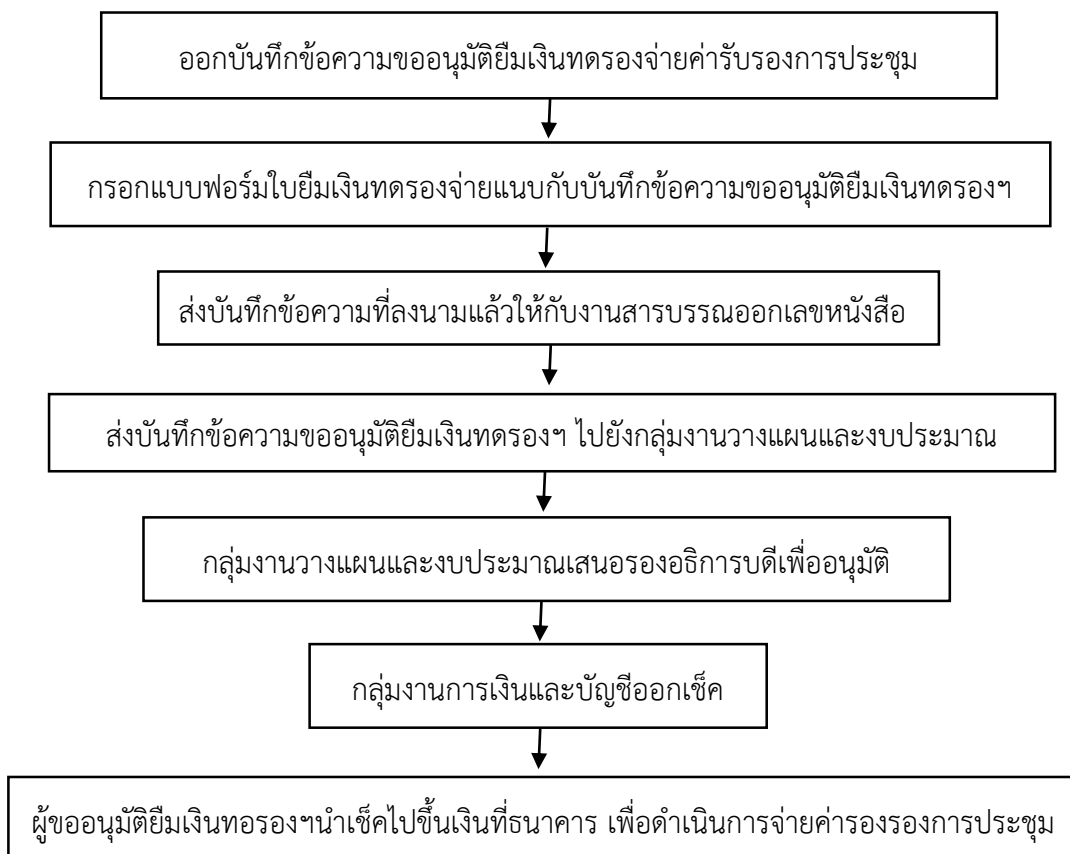 ออกบันทึกข้อความขออนุมัติยืมเงินทดรองจ่ายค่ารับรองการประชุม
กรอกแบบฟอร์มใบยืมเงินทดรองจ่ายแนบกับบันทึกข้อความขออนุมัติยืมเงินทดรองฯ
ส่งบันทึกข้อความที่ลงนามแล้วให้กับงานสารบรรณออกเลขหนังสือ
ส่งบันทึกข้อความขออนุมัติยืมเงินทดรองฯ ไปยังกลุ่มงานวางแผนและงบประมาณ
กลุ่มงานวางแผนและงบประมาณเสนอรองอธิการบดีเพื่ออนุมัติ
กลุ่มงานการเงินและบัญชีออกเช็ค
ผู้ขออนุมัติยืมเงินทอรองฯนำเช็คไปขึ้นเงินที่ธนาคาร เพื่อดำเนินการจ่ายค่ารองรองการประชุม